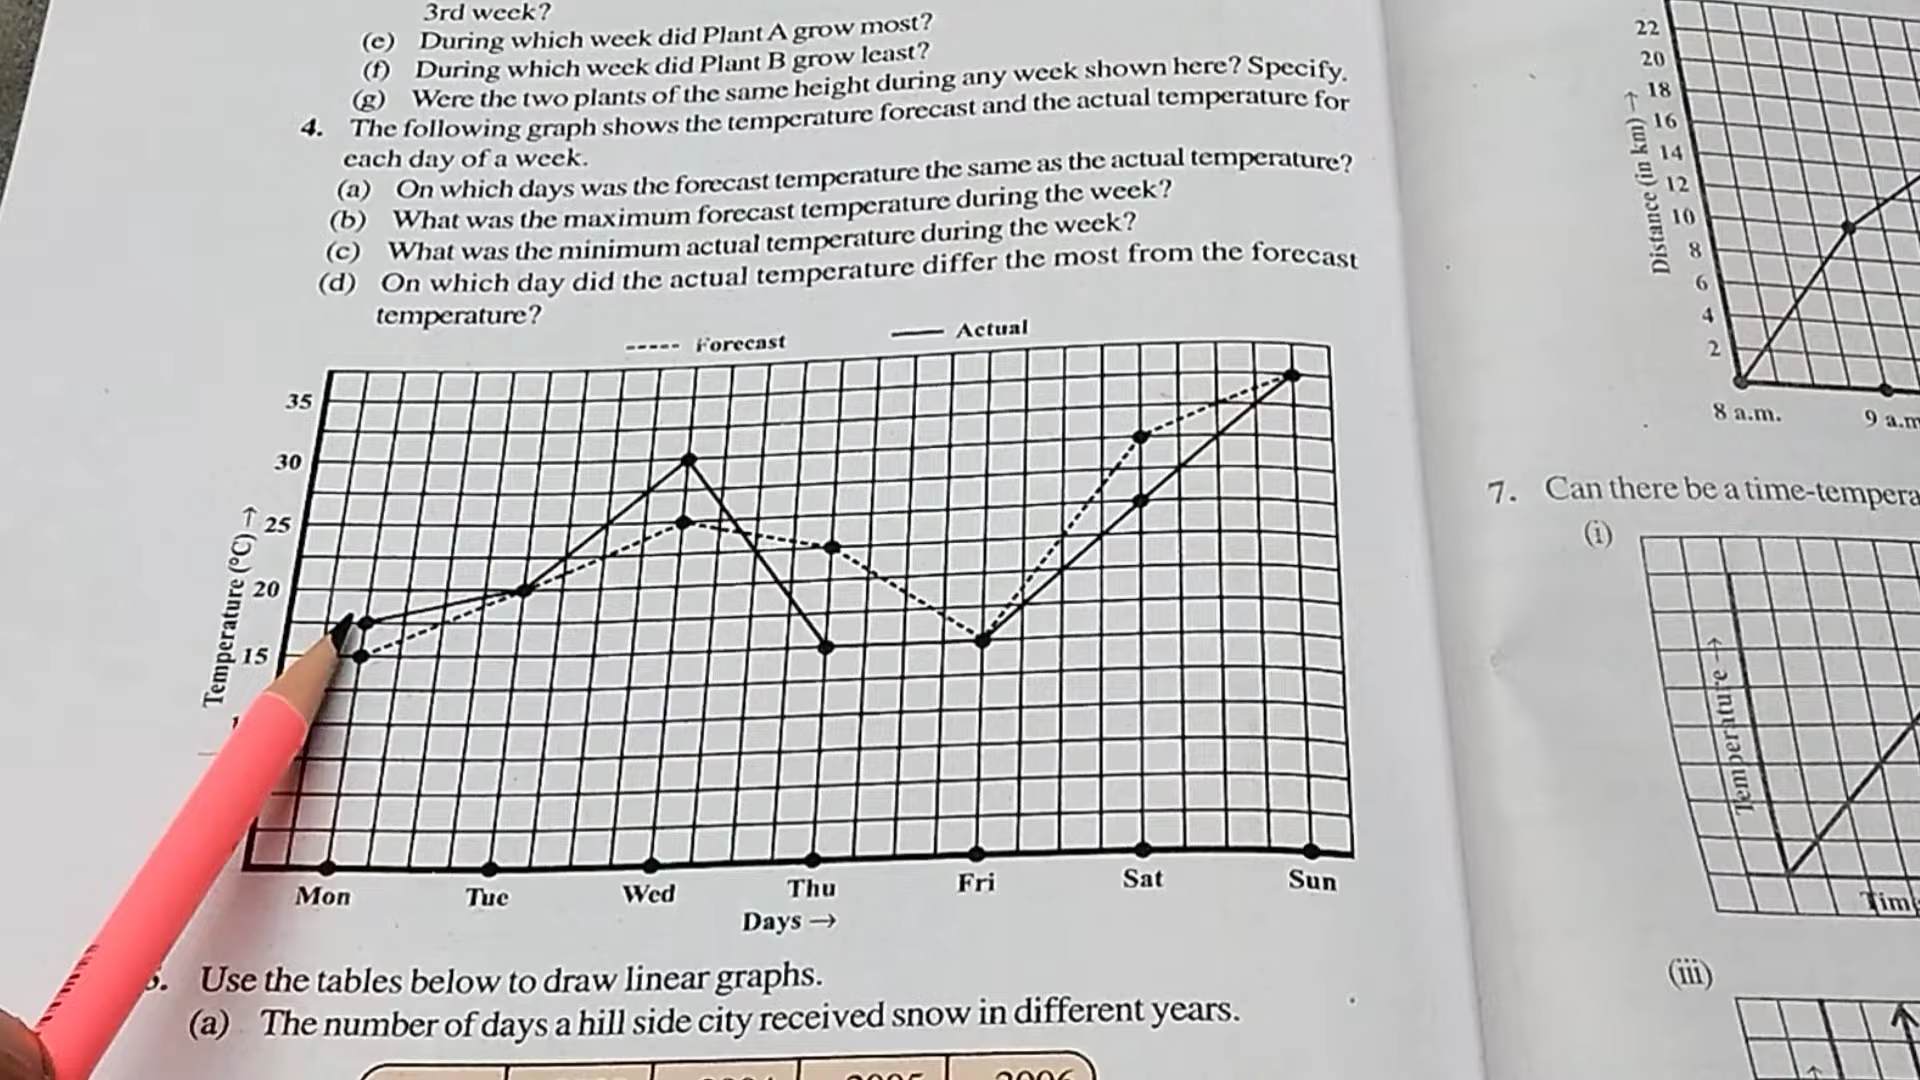 3rd week?
(e) During which week did Plant A grow most?
(f) During which week did Plant B grow least?
(g) Were the two plants of the same height during any week shown here? Specify.
4. The following graph shows the temperature forecast and the actual temperature for
each day of a week.
(a) On which days was the forecast temperature the same as the actual temperature?
(b) What was the maximum forecast temperature during the week?
(c) What was the minimum actual temperature during the week?
(d) On which day did the actual temperature differ the most from the forecast
temperature?
Forecast
Actual
35
30
25
20
15
Temperature (°C) →
Mon Tue Wed Thu Fri Sat Sun
Days →
Use the tables below to draw linear graphs.
(a) The number of days a hill side city received snow in different years.
2005 2006
22
20
18
16
14
12
10
8
6
4
2
Distance (in km) →
8 a.m.
7. Can there be a
(i)
Temperature →
(iii)